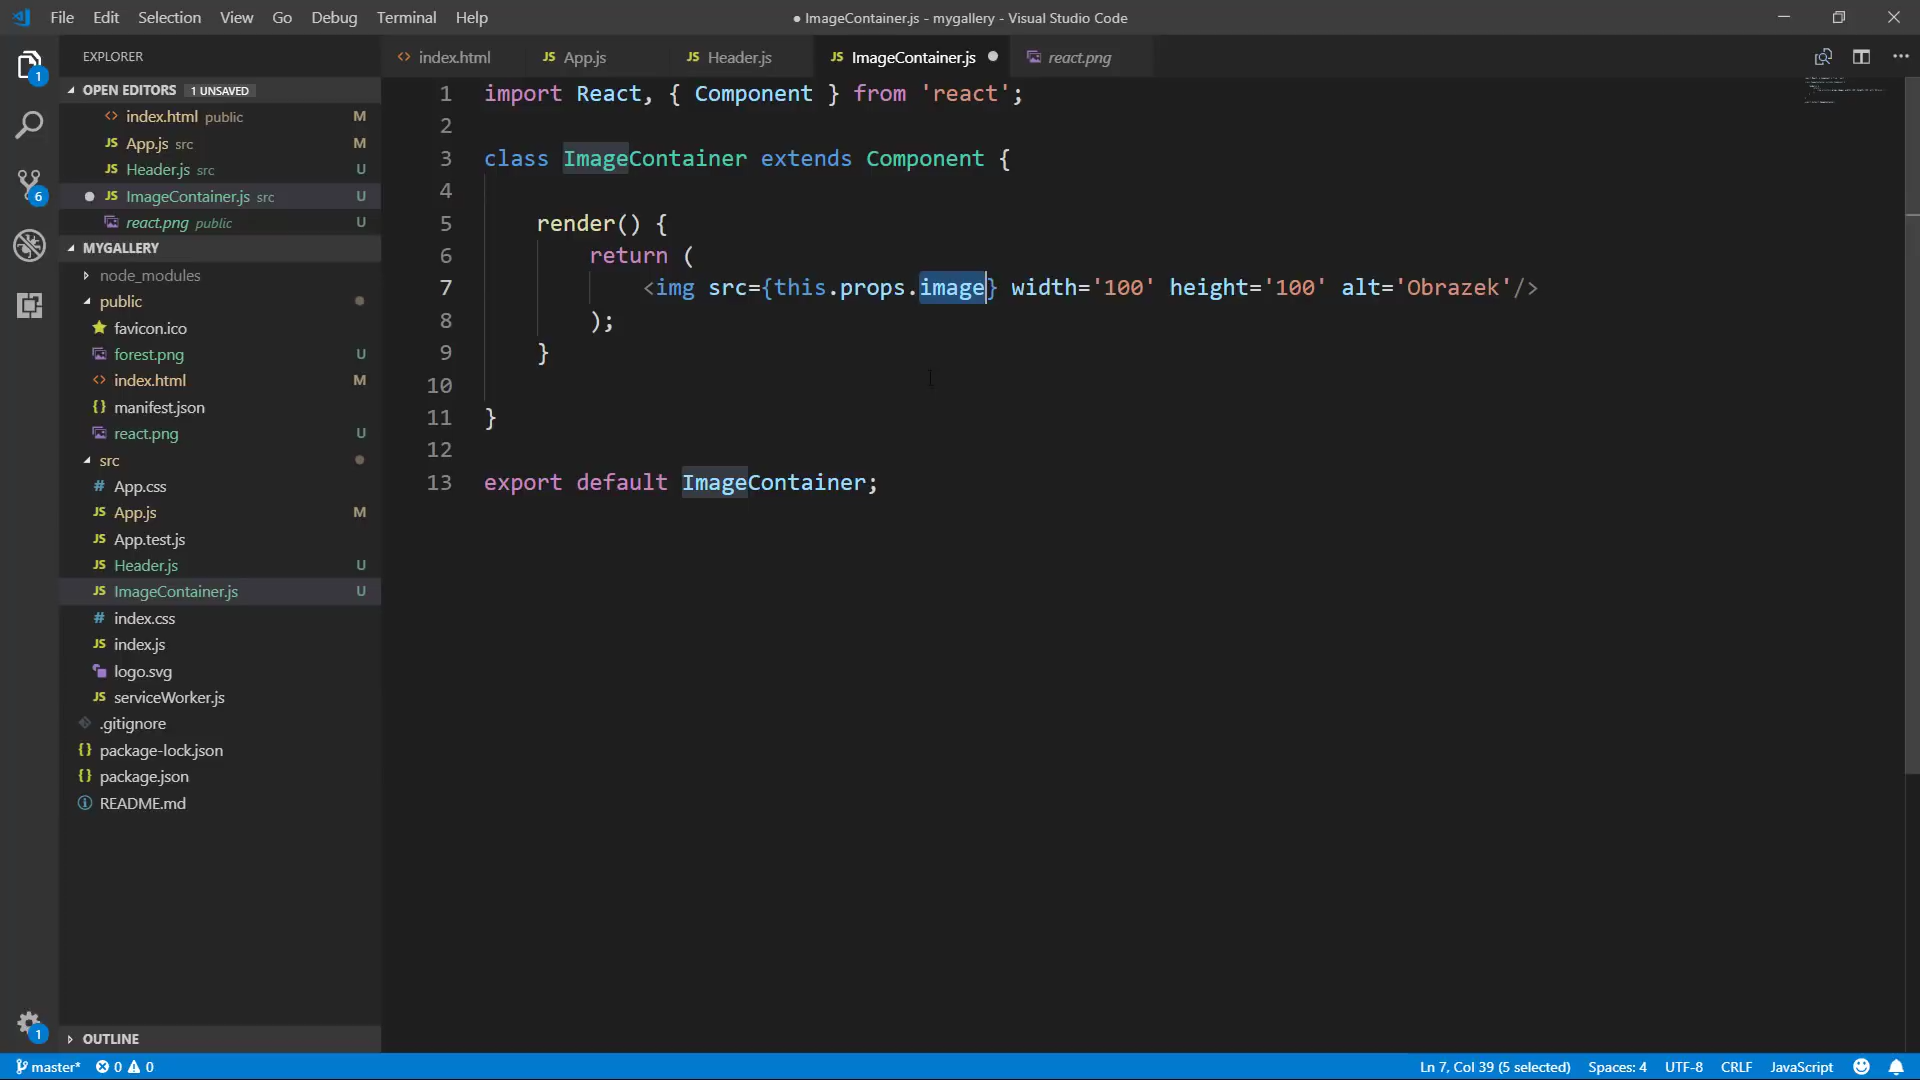 File Edit Selection View Go Debug Terminal Help
● ImageContainer.js - mygallery - Visual Studio Code
EXPLORER
OPEN EDITORS 1 UNSAVED
index.html public M
App.js src M
Header.js src U
ImageContainer.js src U
react.png public U
MYGALLERY
node_modules
public
favicon.ico
forest.png U
index.html M
manifest.json
react.png U
src
App.css
App.js M
App.test.js
Header.js U
ImageContainer.js U
index.css
index.js
logo.svg
serviceWorker.js
.gitignore
package-lock.json
package.json
README.md
OUTLINE
index.html App.js Header.js ImageContainer.js react.png
1 import React, { Component } from 'react';
2
3 class ImageContainer extends Component {
4
5 render() {
6 return (
7 <img src={this.props.image} width='100' height='100' alt='Obrazek'/>
8 );
9 }
10
11 }
12
13 export default ImageContainer;
1
6
1
master* 0 0
Ln 7, Col 39 (5 selected) Spaces: 4 UTF-8 CRLF JavaScript